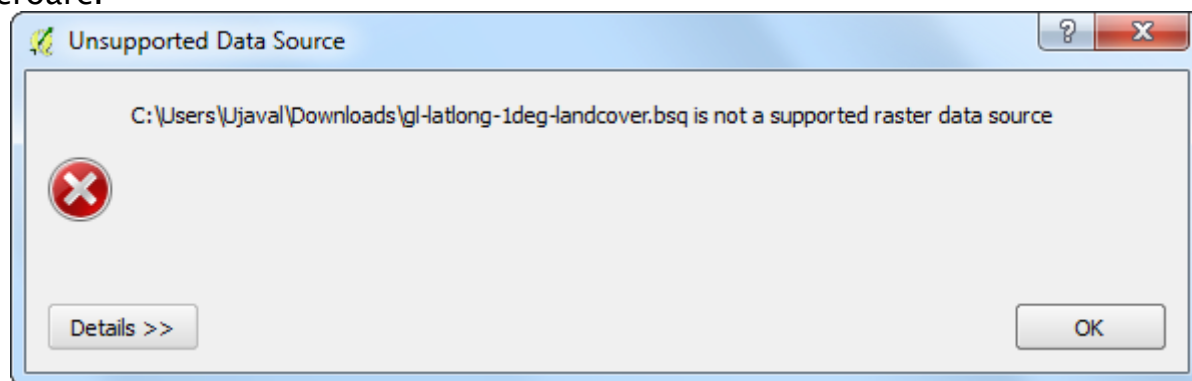 Unsupported Data Source
C:\Users\Ujaval\Downloads\gl-latlong-1deg-landcover.bsq is not a supported raster data source
Details >>
OK